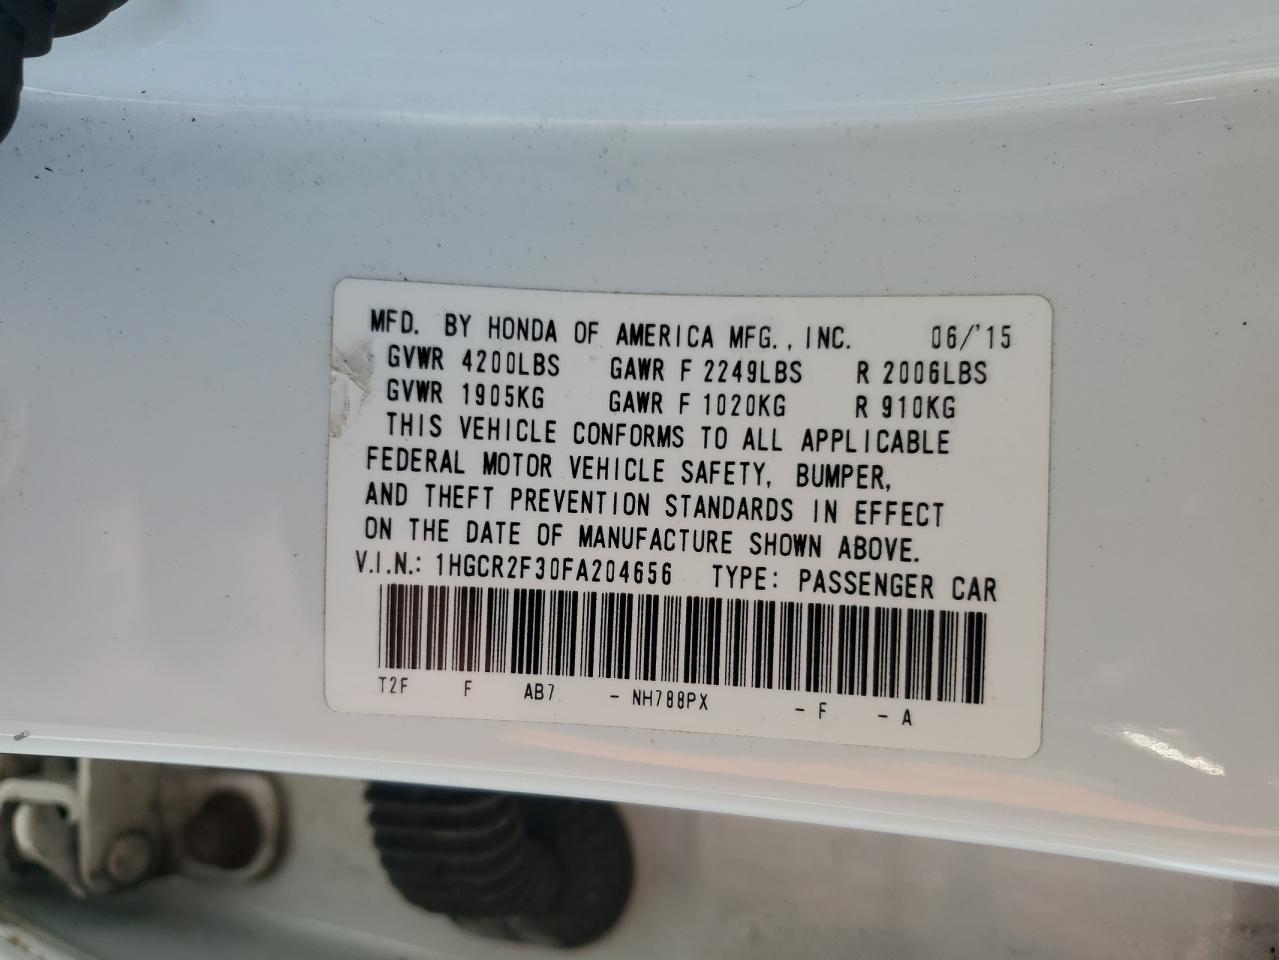 MFD. BY HONDA OF AMERICA MFG., INC. 06/'15
GVWR 4200LBS GAWR F 2249LBS R 2006LBS
GVWR 1905KG GAWR F 1020KG R 910KG
THIS VEHICLE CONFORMS TO ALL APPLICABLE
FEDERAL MOTOR VEHICLE SAFETY, BUMPER,
AND THEFT PREVENTION STANDARDS IN EFFECT
ON THE DATE OF MANUFACTURE SHOWN ABOVE.
V.I.N.: 1HGCR2F30FA204656 TYPE: PASSENGER CAR
T2F F AB7 - NH788PX - F - A